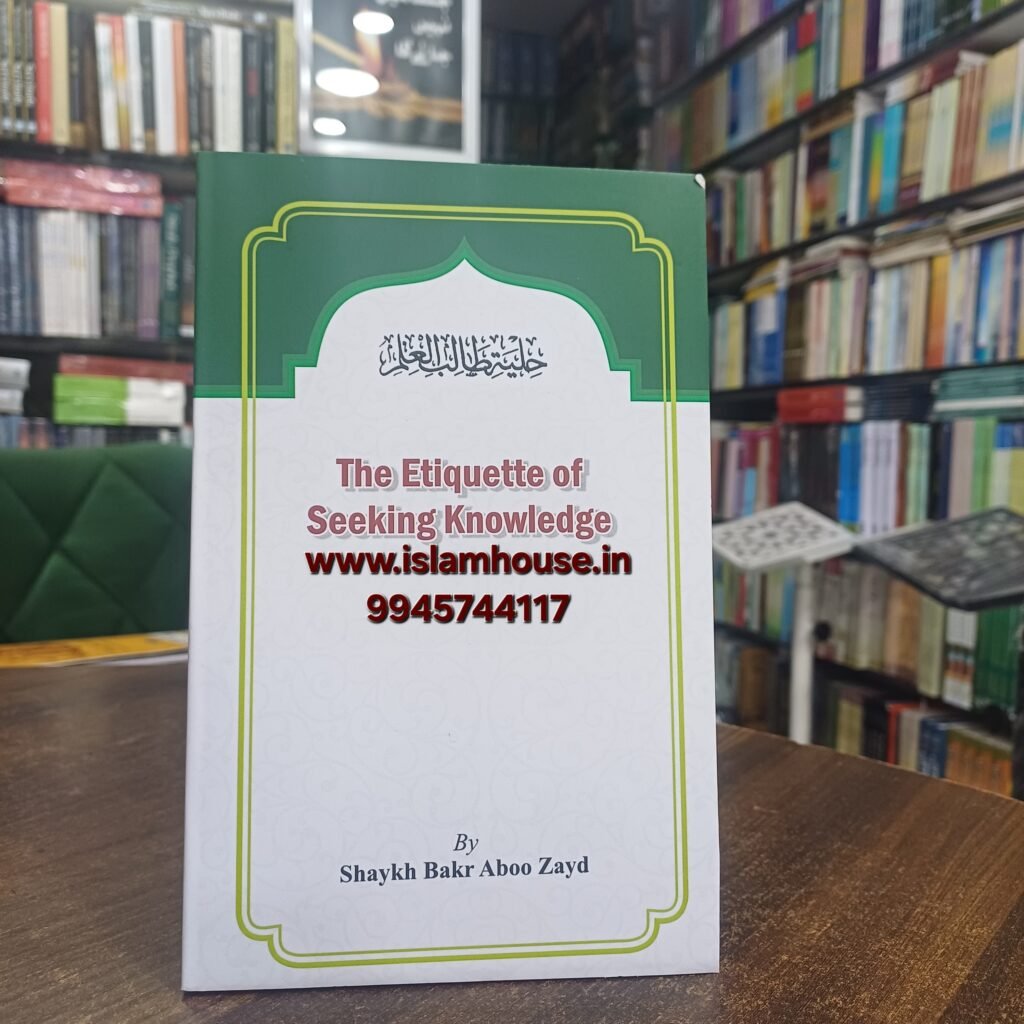 حلية طالب العلم
The Etiquette of
Seeking Knowledge
www.islamhouse.in
9945744117
By
Shaykh Bakr Aboo Zayd